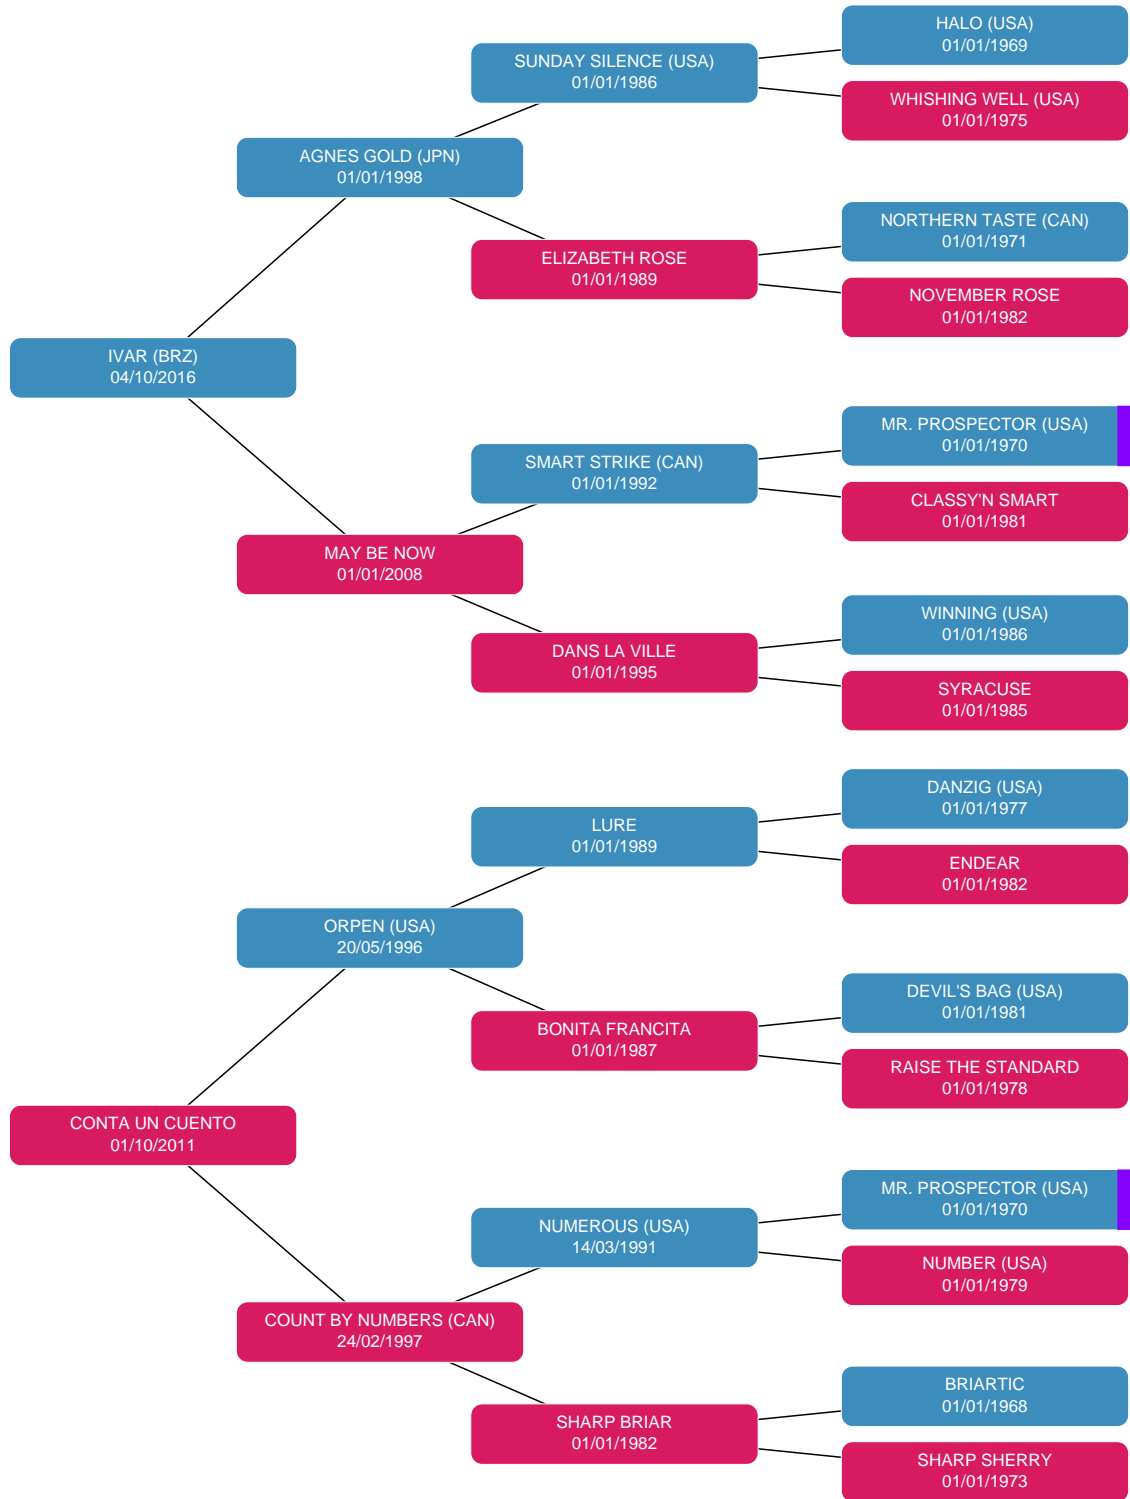 HALO (USA)
01/01/1969
SUNDAY SILENCE (USA)
01/01/1986
WHISHING WELL (USA)
01/01/1975
AGNES GOLD (JPN)
01/01/1998
NORTHERN TASTE (CAN)
01/01/1971
ELIZABETH ROSE
01/01/1989
NOVEMBER ROSE
01/01/1982
IVAR (BRZ)
04/10/2016
MR. PROSPECTOR (USA)
01/01/1970
SMART STRIKE (CAN)
01/01/1992
CLASSY'N SMART
01/01/1981
MAY BE NOW
01/01/2008
WINNING (USA)
01/01/1986
DANS LA VILLE
01/01/1995
SYRACUSE
01/01/1985
DANZIG (USA)
01/01/1977
LURE
01/01/1989
ENDEAR
01/01/1982
ORPEN (USA)
20/05/1996
DEVIL'S BAG (USA)
01/01/1981
BONITA FRANCITA
01/01/1987
RAISE THE STANDARD
01/01/1978
CONTA UN CUENTO
01/10/2011
MR. PROSPECTOR (USA)
01/01/1970
NUMEROUS (USA)
14/03/1991
NUMBER (USA)
01/01/1979
COUNT BY NUMBERS (CAN)
24/02/1997
BRIARTIC
01/01/1968
SHARP BRIAR
01/01/1982
SHARP SHERRY
01/01/1973